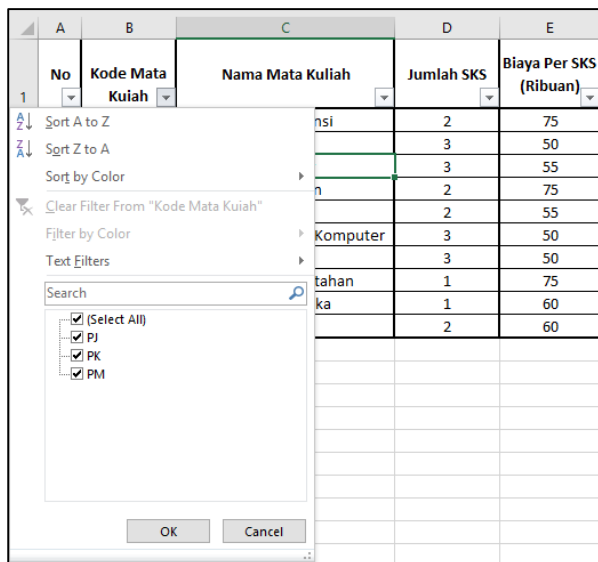 A B C D E
1 No Kode Mata Kuiah Nama Mata Kuliah Jumlah SKS Biaya Per SKS (Ribuan)
Sort A to Z
Sort Z to A
Sort by Color
Clear Filter From "Kode Mata Kuiah"
Filter by Color
Text Filters
Search
(Select All)
PJ
PK
PM
OK Cancel
nsi 2 75
3 50
3 55
n 2 75
2 55
Komputer 3 50
3 50
tahan 1 75
ka 1 60
2 60